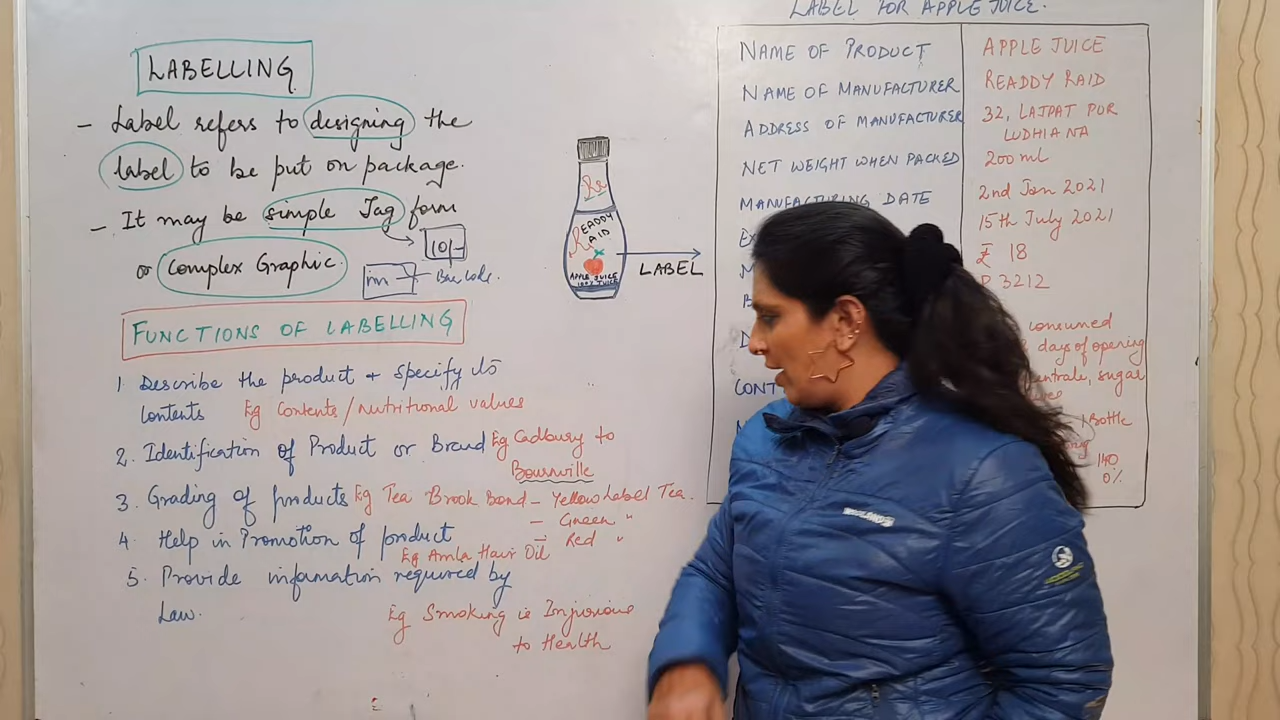 LABELLING
- Label refers to designing the
label to be put on package.
- It may be simple Tag form
10/-
or Complex Graphic.
Bar code.
FUNCTIONS OF LABELLING
1 Describe the product + specify its
Contents Eg Contents/nutritional values
2. Identification of Product or Brand Eg Cadbury to
Bournville
3. Grading of products Eg Tea Brook Bond - Yellow Label Tea.
- Green "
4. Help in Promotion of product - Red "
Eg Amla Hair Oil
5. Provide information required by
Law.
Eg Smoking is Injurious
to Health
READDY
RAID
APPLE JUICE
100% JUICE
LABEL
LABEL FOR APPLE JUICE.
NAME OF PRODUCT APPLE JUICE
NAME OF MANUFACTURER READDY RAID
ADDRESS OF MANUFACTURER 32, LAJPAT PUR
LUDHIANA
NET WEIGHT WHEN PACKED 200 ml
MANUFACTURING DATE 2nd Jan 2021
15th July 2021
₹ 18
P 3212
consumed
days of opening
CONT sugar
1 Bottle
140
0%